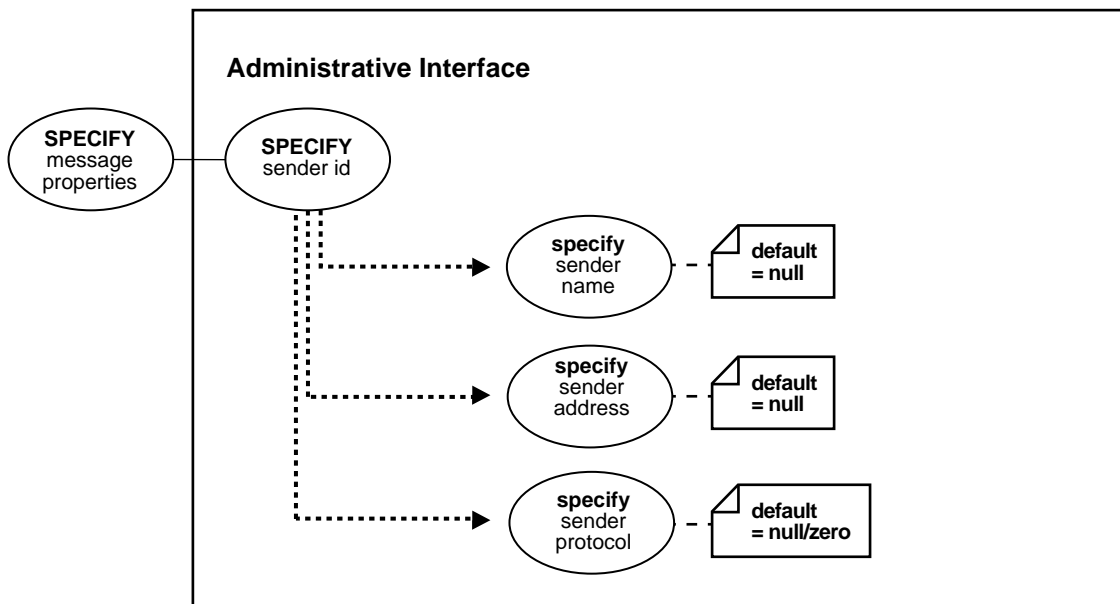 Administrative Interface
SPECIFY
message
properties
SPECIFY
sender id
specify
sender
name
default
= null
specify
sender
address
default
= null
specify
sender
protocol
default
= null/zero